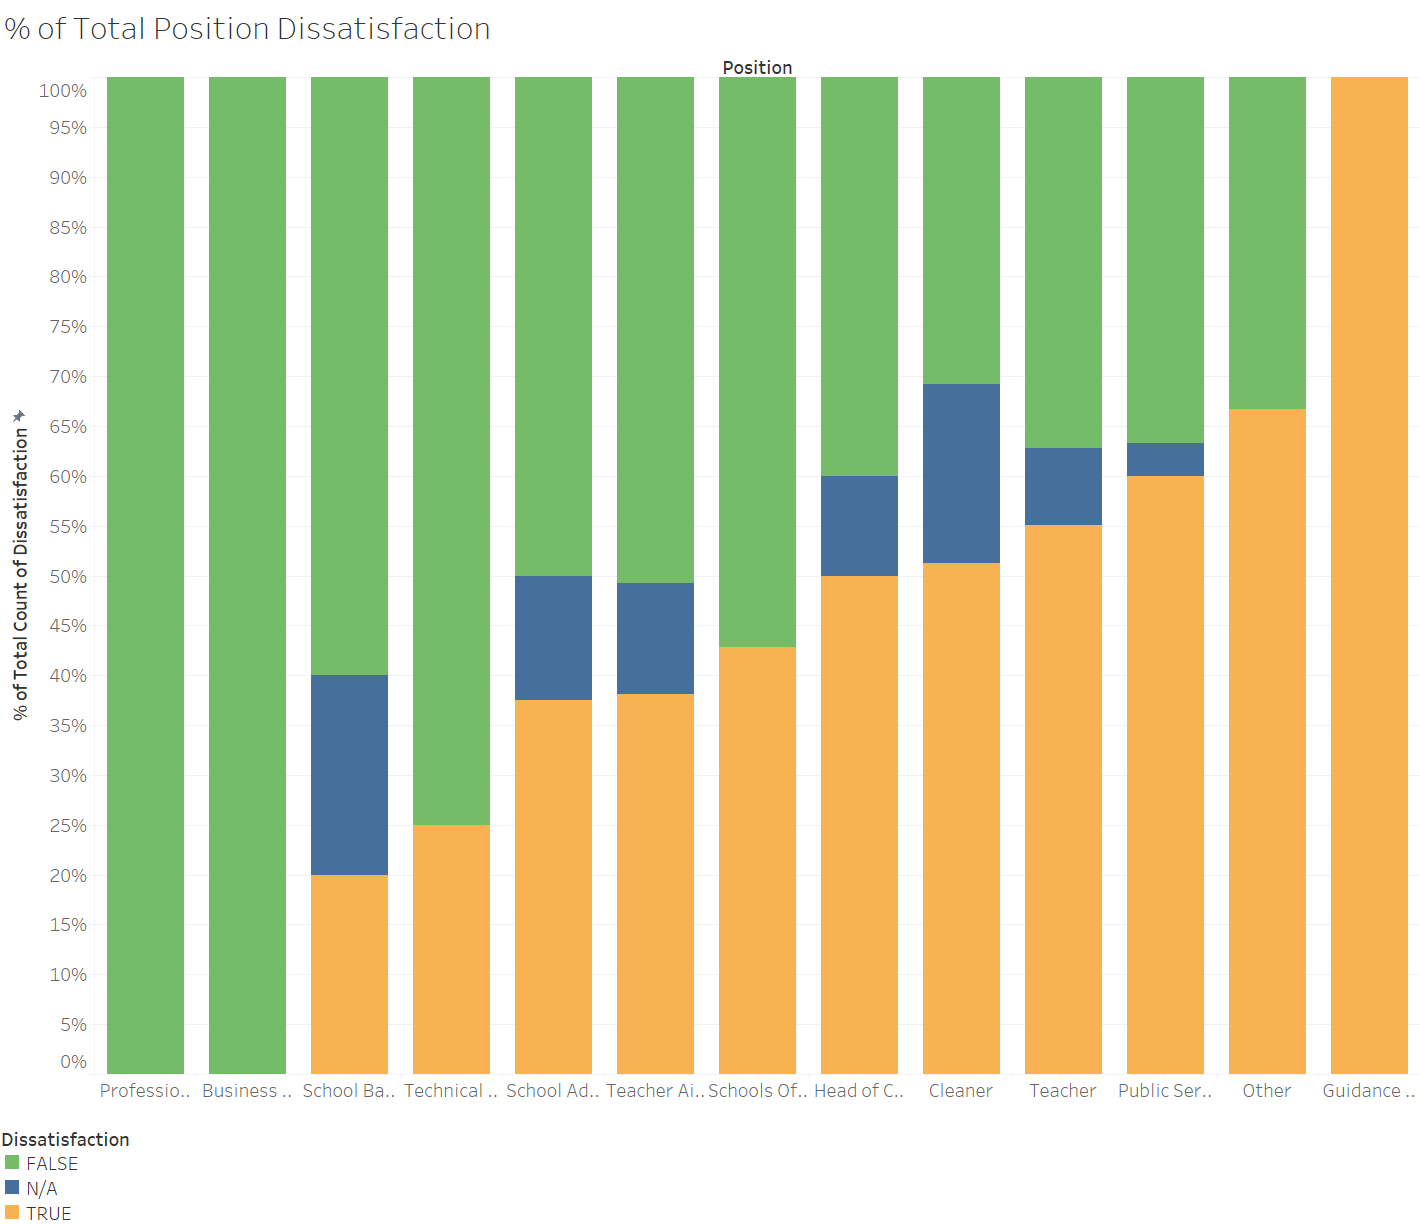 % of Total Position Dissatisfaction
Position
% of Total Count of Dissatisfaction
100%
95%
90%
85%
80%
75%
70%
65%
60%
55%
50%
45%
40%
35%
30%
25%
20%
15%
10%
5%
0%
Professio.. Business .. School Ba.. Technical .. School Ad.. Teacher Ai.. Schools Of.. Head of C.. Cleaner Teacher Public Ser.. Other Guidance ..
Dissatisfaction
FALSE
N/A
TRUE